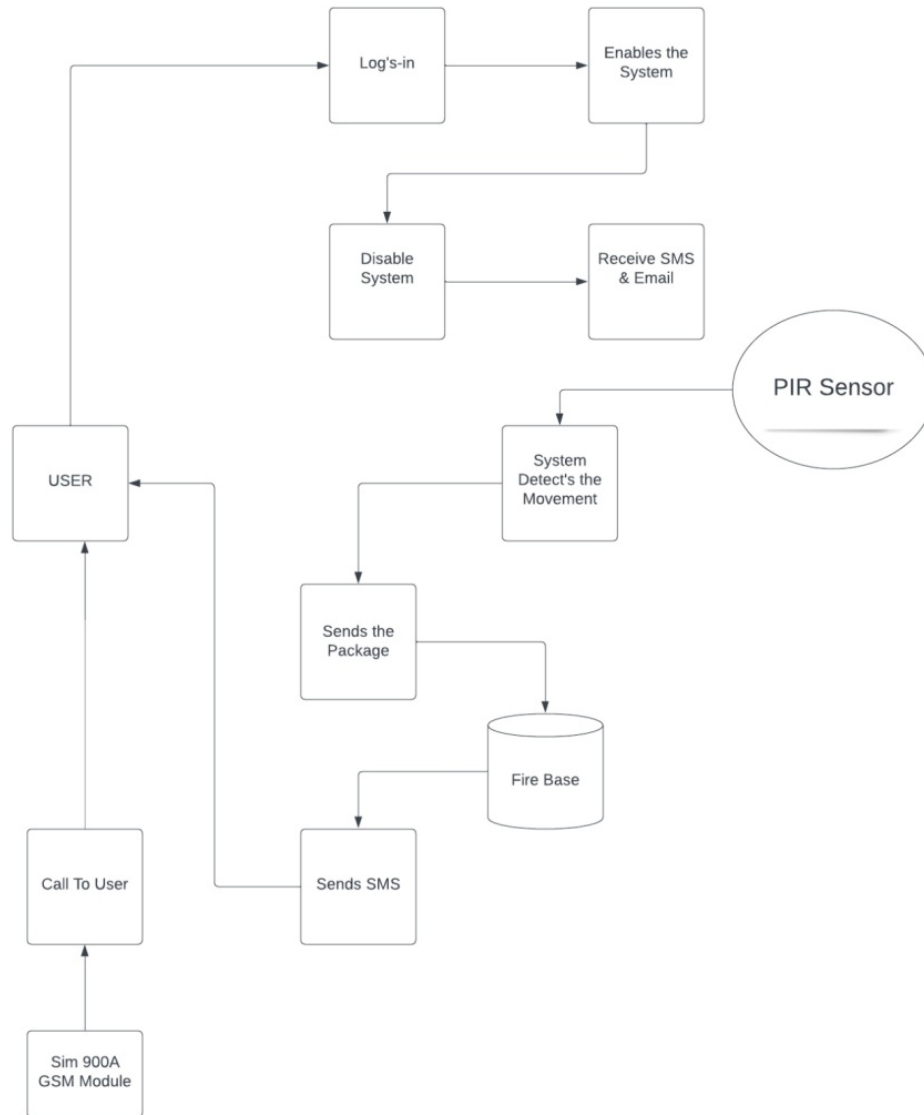 Log's-in
Enables the
System
Disable
System
Receive SMS
& Email
PIR Sensor
USER
System
Detect's the
Movement
Sends the
Package
Fire Base
Call To User
Sends SMS
Sim 900A
GSM Module